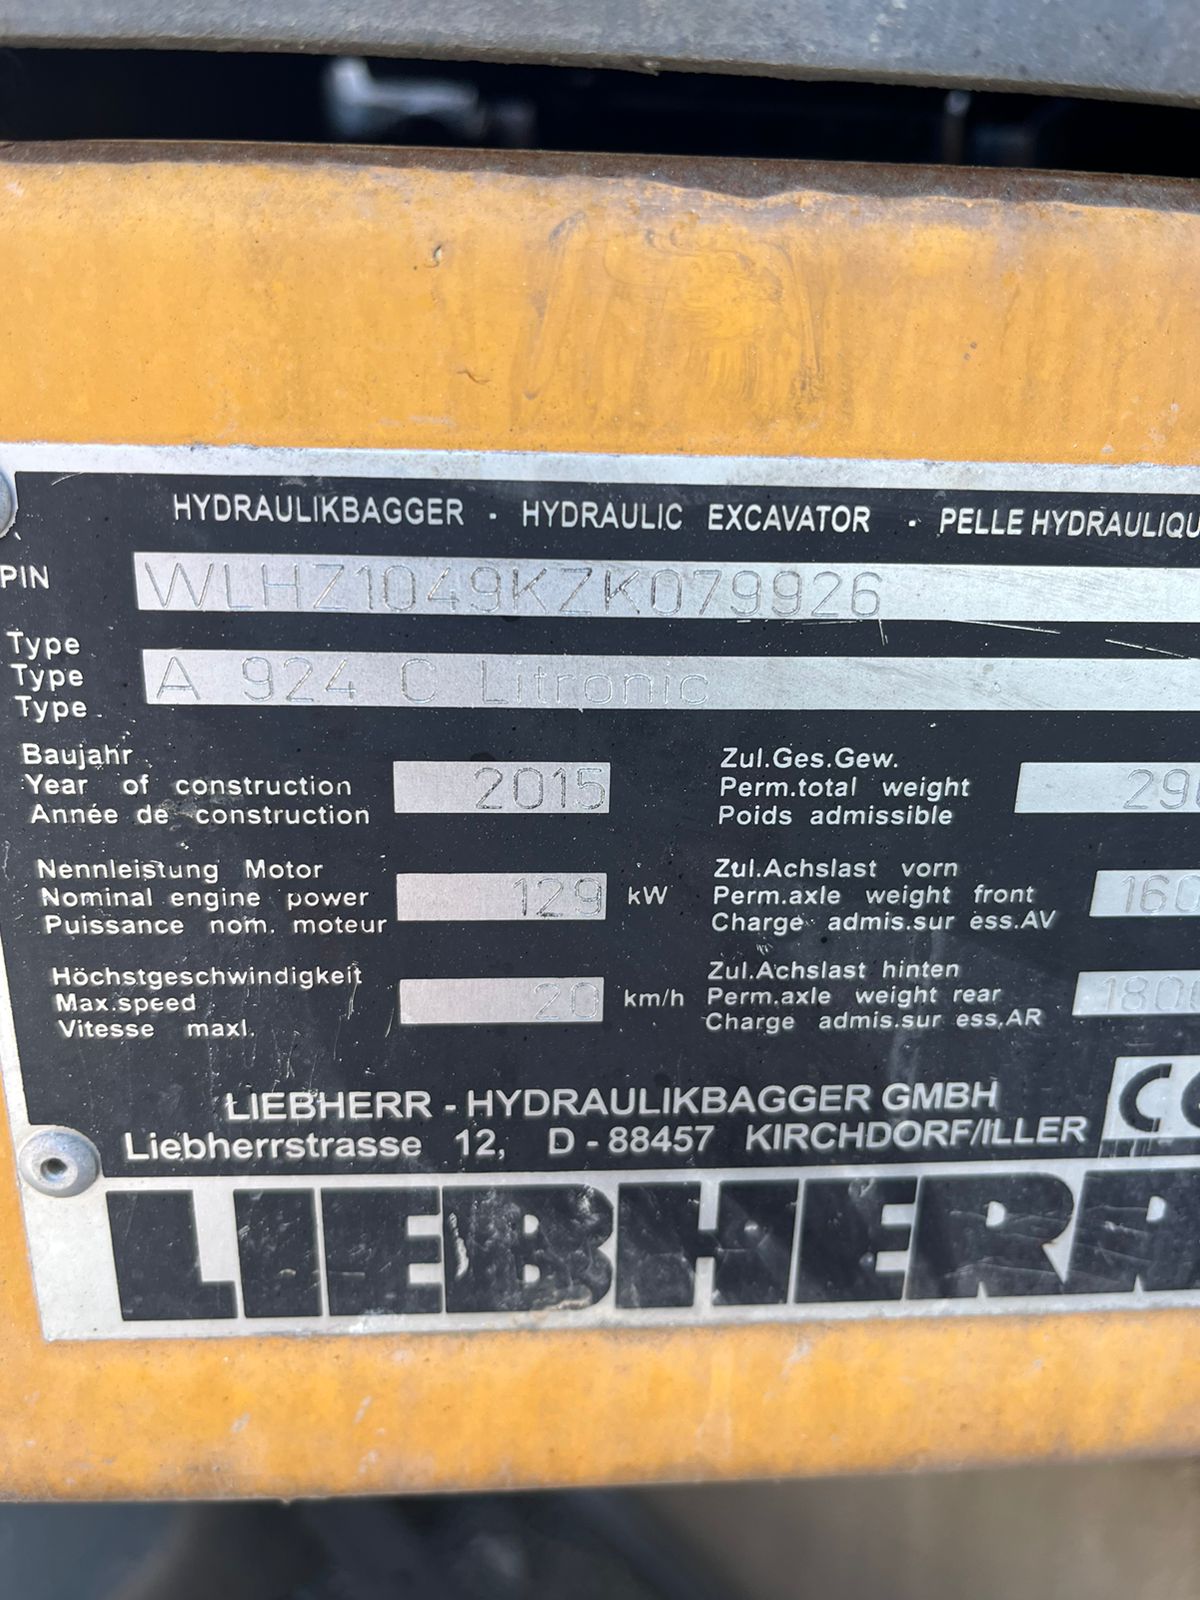 HYDRAULIKBAGGER . HYDRAULIC EXCAVATOR . PELLE HYDRAULIQU
PIN WLHZ1049KZK079926
Type
Type A 924 C Litronic
Type
Baujahr
Year of construction 2015
Année de construction
Zul.Ges.Gew.
Perm.total weight 29
Poids admissible
Nennleistung Motor
Nominal engine power 129 kW
Puissance nom. moteur
Zul.Achslast vorn
Perm.axle weight front 160
Charge admis.sur ess.AV
Höchstgeschwindigkeit
Max.speed 20 km/h
Vitesse maxl.
Zul.Achslast hinten
Perm.axle weight rear 180
Charge admis.sur ess.AR
LIEBHERR - HYDRAULIKBAGGER GMBH
Liebherrstrasse 12, D - 88457 KIRCHDORF/ILLER
CE
LIEBHERR